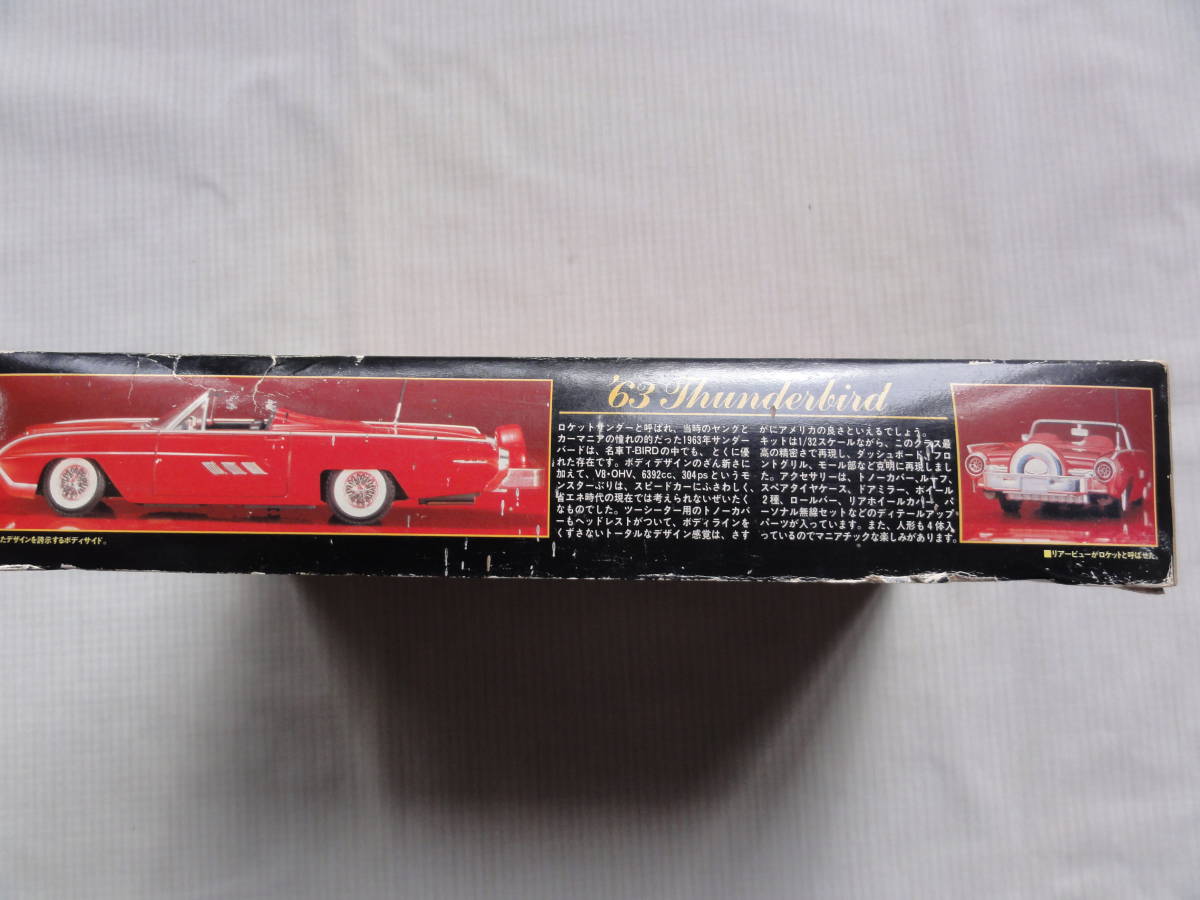 '63 Thunderbird
ロケットサンダーと呼ばれ、当時のヤングと
カーマニアの憧れの的だった1963年サンダー
バードは、名車T-BIRDの中でも、とくに優
れた存在です。ボディデザインのざん新さに
加えて、V8・OHV、6392cc、304psというモ
ンスターぶりは、スピードカーにふさわしく、
省エネ時代の現在では考えられないぜいたく
なものでした。ツーシーター用のトノーカバ
ーもヘッドレストがついて、ボディラインを
くずさないトータルなデザイン感覚は、さす
がにアメリカの良さといえるでしょう。
キットは1/32スケールながら、このクラス最
高の精密さで再現し、ダッシュボード、フロ
ントグリル、モール部など克明に再現しまし
た。アクセサリーは、トノーカバー、ルーフ、
スペアタイヤケース、ドアミラー、ホイール
2種、ロールバー、リアホイールカバー、パ
ーソナル無線セットなどのディテールアップ
パーツが入っています。また、人形も4体入
っているのでマニアチックな楽しみがあります。
たデザインを誇示するボディサイド。
■リアービューがロケットと呼ばせた。